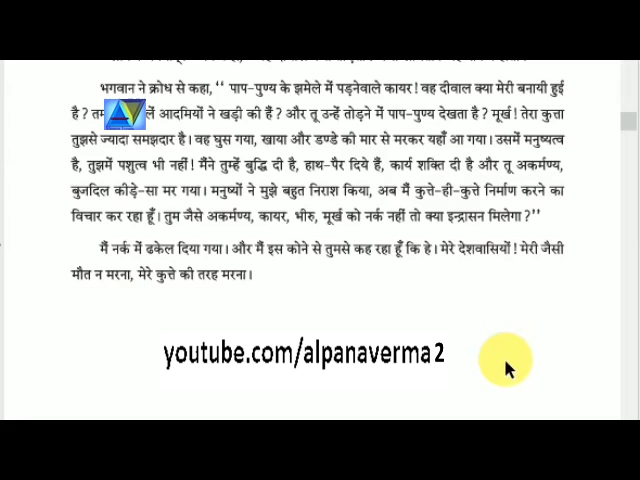 भगवान ने क्रोध से कहा, ‘‘ पाप-पुण्य के झमेले में पड़नेवाले कायर ! वह दीवाल क्या मेरी बनायी हुई
है ? लें आदमियों ने खड़ी की हैं ? और तू उन्हें तोड़ने में पाप-पुण्य देखता है ? मूर्ख ! तेरा कुत्ता
तुझसे ज्यादा समझदार है । वह घुस गया, खाया और डण्डे की मार से मरकर यहाँ आ गया । उसमें मनुष्यत्व
है, तुझमें पशुत्व भी नहीं ! मैंने तुम्हें बुद्धि दी है, हाथ-पैर दिये हैं, कार्य शक्ति दी है और तू अकर्मण्य,
बुजदिल कीड़े-सा मर गया । मनुष्यों ने मुझे बहुत निराश किया, अब मैं कुत्ते-ही-कुत्ते निर्माण करने का
विचार कर रहा हूँ । तुम जैसे अकर्मण्य, कायर, भीरु, मूर्ख को नर्क नहीं तो क्या इन्द्रासन मिलेगा ?’’
मैं नर्क में ढकेल दिया गया । और मैं इस कोने से तुमसे कह रहा हूँ कि हे । मेरे देशवासियों ! मेरी जैसी
मौत न मरना, मेरे कुत्ते की तरह मरना ।
youtube.com/alpanaverma2